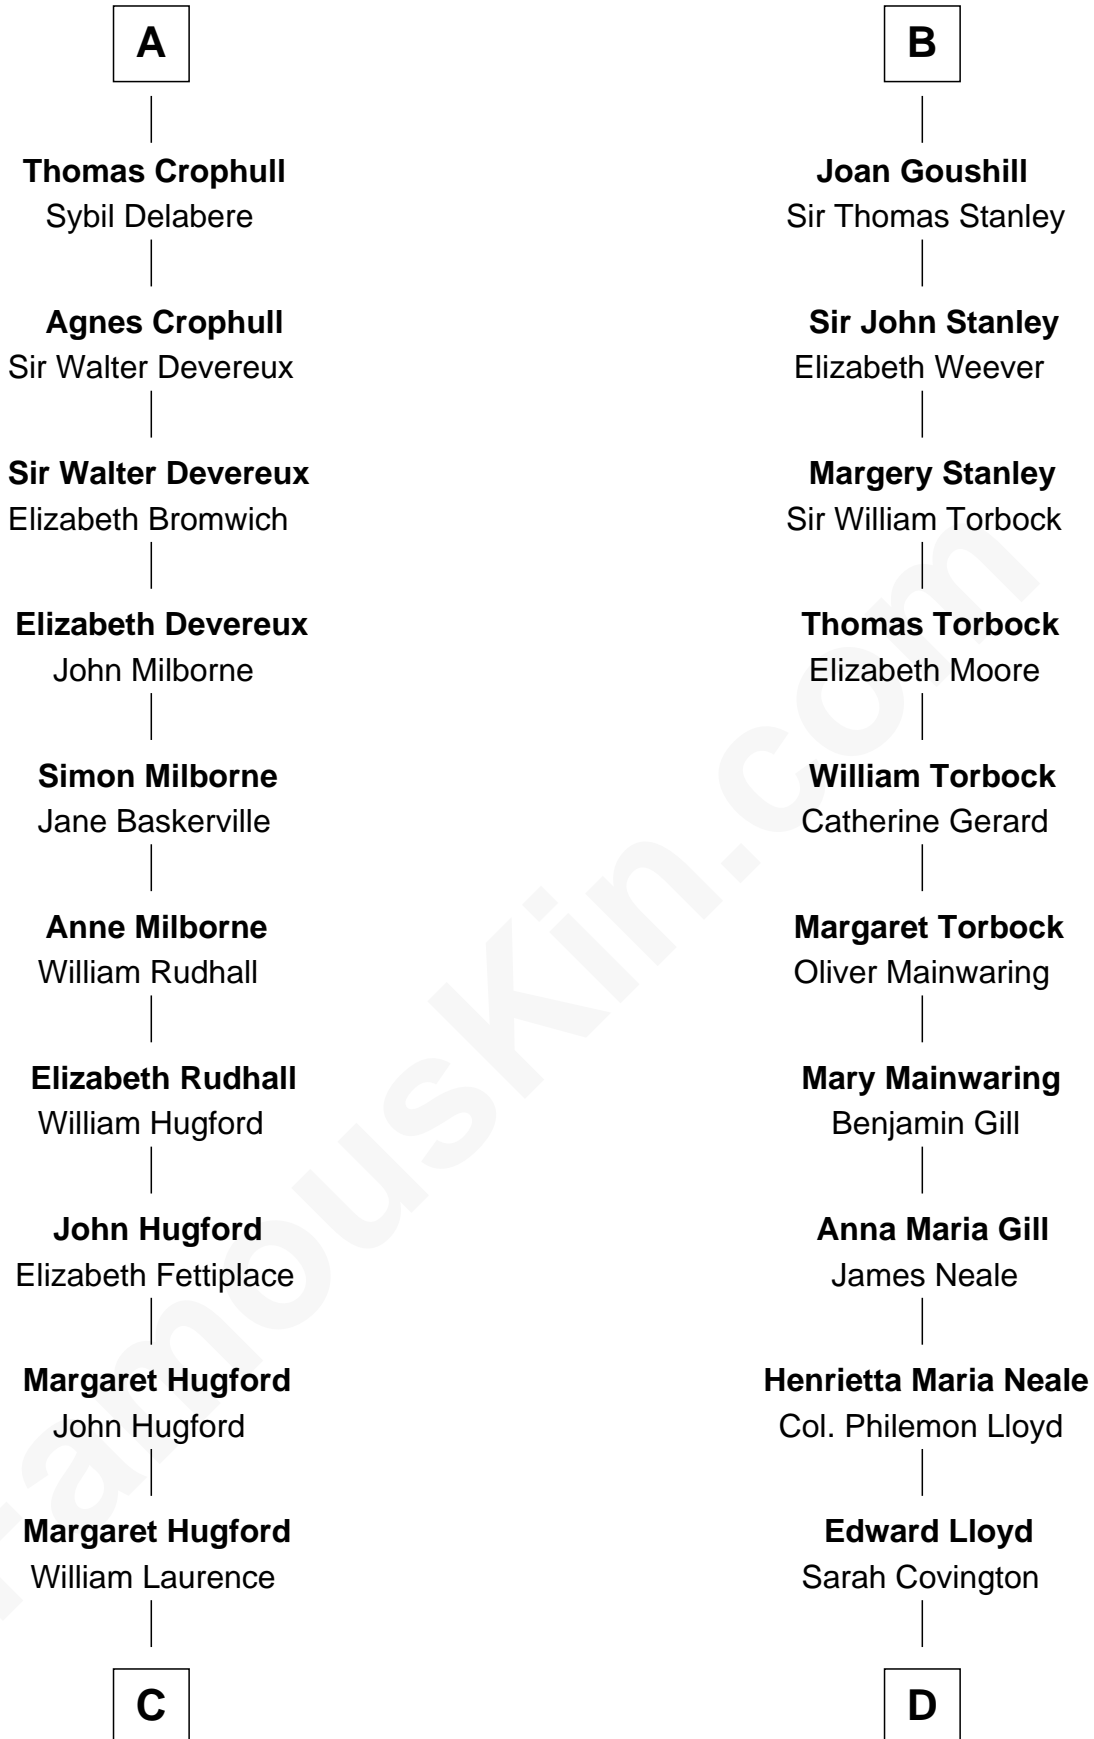 A
Thomas Crophull
Sybil Delabere
Agnes Crophull
Sir Walter Devereux
Sir Walter Devereux
Elizabeth Bromwich
Elizabeth Devereux
John Milborne
Simon Milborne
Jane Baskerville
Anne Milborne
William Rudhall
Elizabeth Rudhall
William Hugford
John Hugford
Elizabeth Fettiplace
Margaret Hugford
John Hugford
Margaret Hugford
William Laurence
C
B
Joan Goushill
Sir Thomas Stanley
Sir John Stanley
Elizabeth Weever
Margery Stanley
Sir William Torbock
Thomas Torbock
Elizabeth Moore
William Torbock
Catherine Gerard
Margaret Torbock
Oliver Mainwaring
Mary Mainwaring
Benjamin Gill
Anna Maria Gill
James Neale
Henrietta Maria Neale
Col. Philemon Lloyd
Edward Lloyd
Sarah Covington
D
FamousKin.com